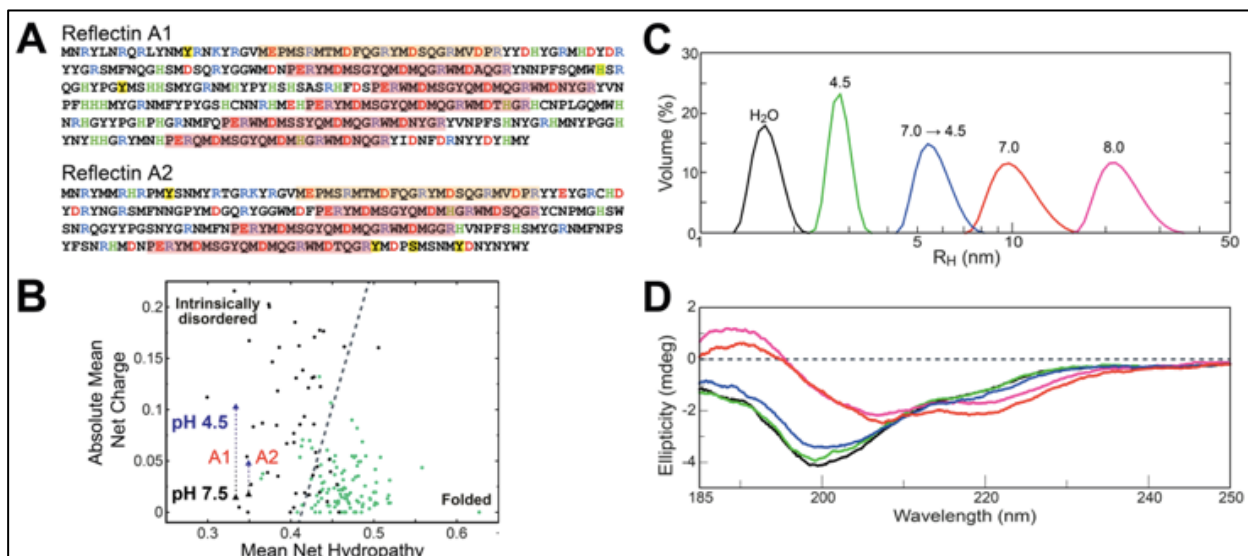 A
Reflectin A1
MNRYLNRQRLYNMYRNKYRGVMEPMSRMTMDFQGRYMDSQGRMVDPRYYDHYGRMHDYDR
YYGRSMFNQGHSMDSQRYGGWMDNPERYMDMSGYQMDMQGRWMDAQGRYNNPFSQMWHSR
QGHYPGYMSHHSMYGRNMHYPYHSHSASRHFDSPERWMDMSGYQMDMQGRWMDNYGRYVN
PFHHHMYGRNMFYPYGSHCNNRHMEHPERYMDMSGYQMDMQGRWMDTHGRHCNPLGQMWH
NRHGYYPGHPHGRNMFQPERWMDMSSYQMDMQGRWMDNYGRYVNPFSHNYGRHMNYPGGH
YNYHHGRYMNHPERQMDMSGYQMDMHGRWMDNQGRYIDNFDRNYYDYHMY
Reflectin A2
MNRYMMRHRPMYSNMYRTGRKYRGVMEPMSRMTMDFQGRYMDSQGRMVDPRYYEYGRCHD
YDRYNGRSMFNNGPYMDGQRYGGWMDFPERYMDMSGYQMDMHGRWMDSQGRYCNPMGHSW
SNRQGYYPGSNYGRNMFNPERYMDMSGYQMDMQGRWMDMQGRHVNPFSHSMYGRNMFNPS
YFSNRHMDNPERYMDMSGYQMDMQGRWMDTQGRYMDPSMSNMYDNYNYWY
B
Absolute Mean
Net Charge
0.2
0.15
0.1
0.05
0
Intrinsically
disordered
pH 4.5
A1
A2
pH 7.5
Folded
0.3
0.4
0.5
0.6
Mean Net Hydropathy
C
Volume (%)
30
20
10
0
H₂O
4.5
7.0 → 4.5
7.0
8.0
1
5
10
50
R_H (nm)
D
Ellipticity (mdeg)
2
0
-2
-4
185
200
220
240
250
Wavelength (nm)